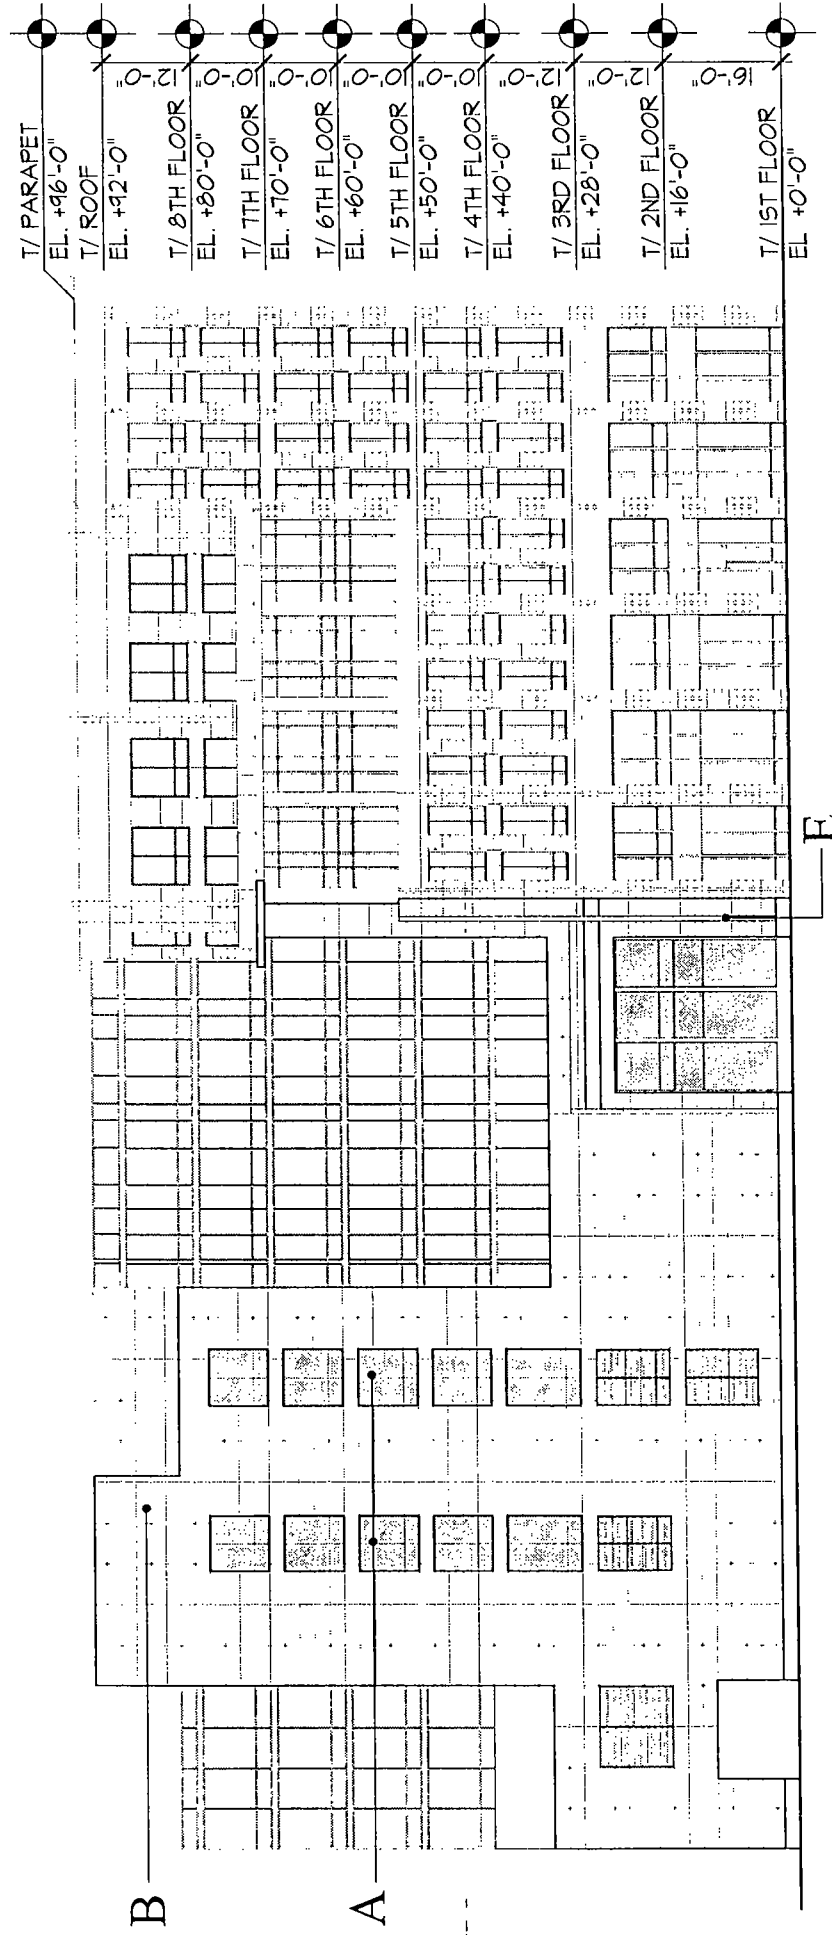 T/ PARAPET
EL. +96'-0"
T/ ROOF
EL. +92'-0"
12'-0"
T/ 8TH FLOOR
EL. +80'-0"
10'-0"
T/ 7TH FLOOR
EL. +70'-0"
10'-0"
T/ 6TH FLOOR
EL. +60'-0"
10'-0"
T/ 5TH FLOOR
EL. +50'-0"
10'-0"
T/ 4TH FLOOR
EL. +40'-0"
12'-0"
T/ 3RD FLOOR
EL. +28'-0"
12'-0"
T/ 2ND FLOOR
EL. +16'-0"
16'-0"
T/ 1ST FLOOR
EL +0'-0"
B
A